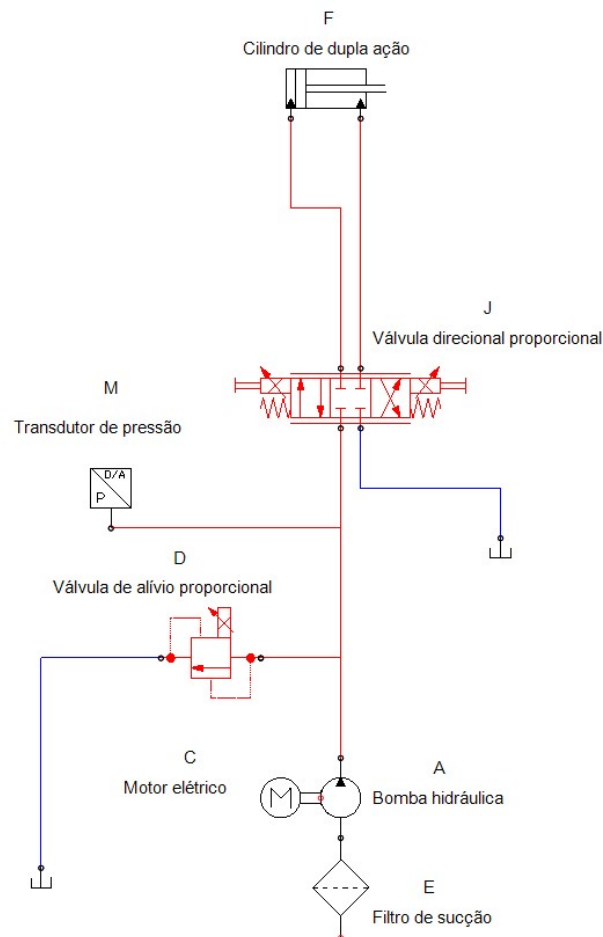 F
Cilindro de dupla ação
J
Válvula direcional proporcional
M
Transdutor de pressão
D/A
P
D
Válvula de alívio proporcional
C
Motor elétrico
M
A
Bomba hidráulica
E
Filtro de sucção